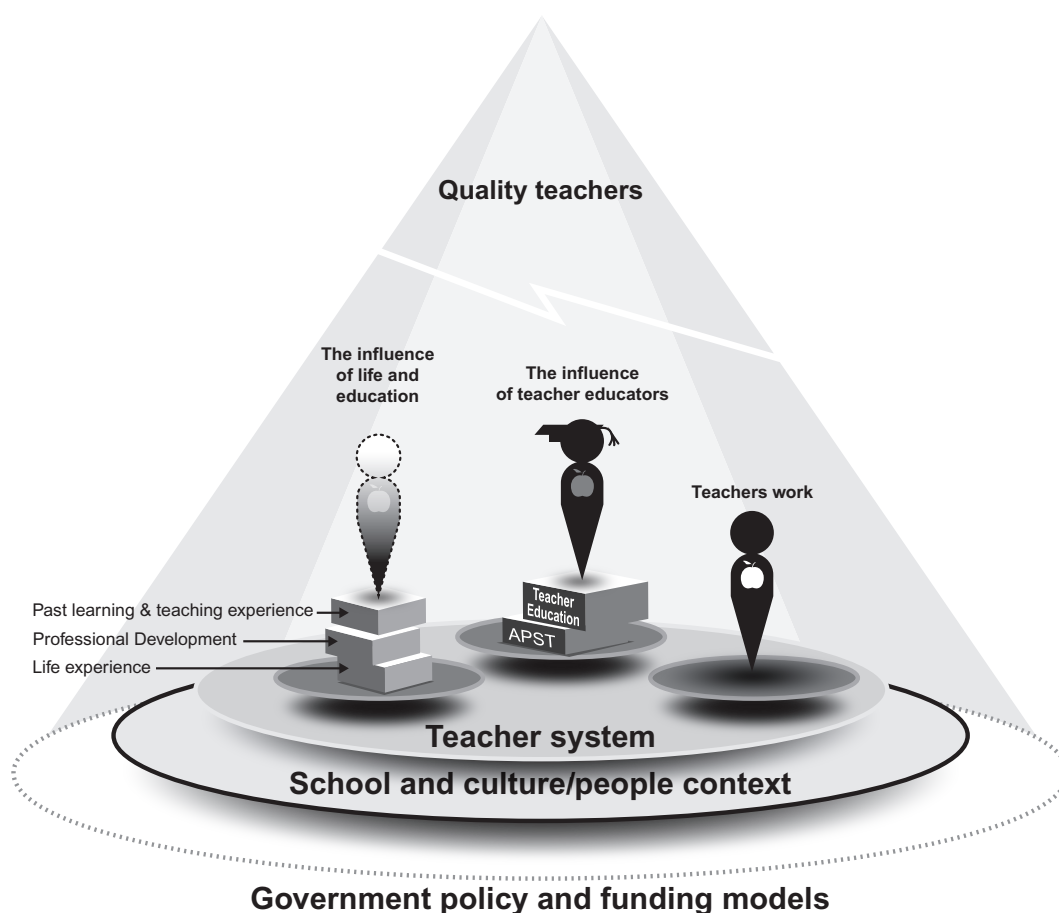 Quality teachers
The influence
of life and
education
The influence
of teacher educators
Teachers work
Past learning & teaching experience
Professional Development
Life experience
Teacher
Education
APST
Teacher system
School and culture/people context
Government policy and funding models